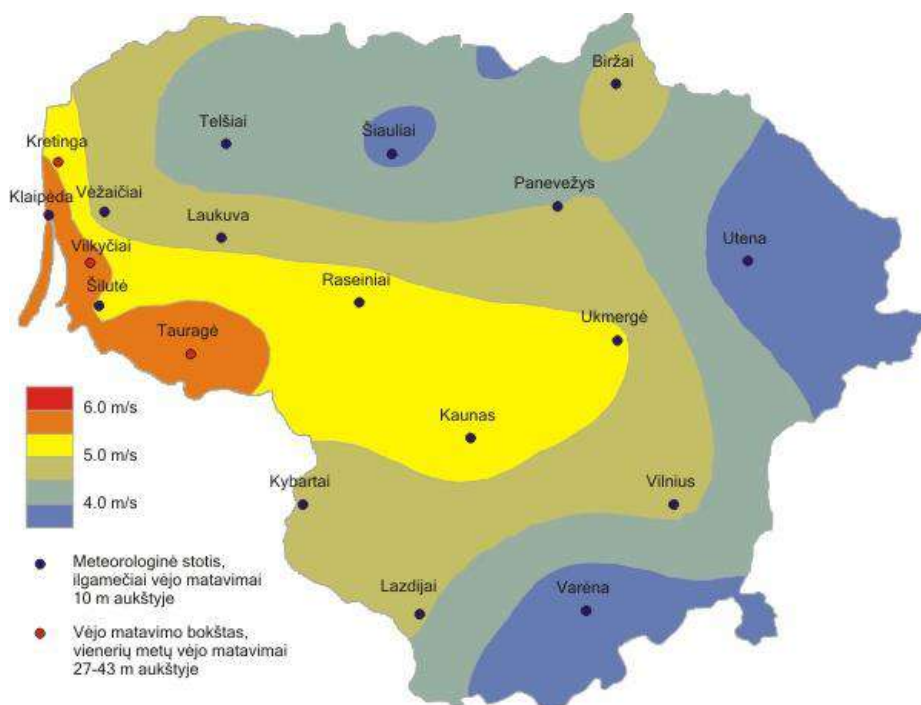 Biržai
Telšiai
Šiauliai
Kretinga
Panevežys
Klaipėda
Vėžaičiai
Laukuva
Utena
Vilkyčiai
Raseiniai
Šilutė
Ukmergė
Tauragė
6.0 m/s
Kaunas
5.0 m/s
Kybartai
Vilnius
4.0 m/s
Meteorologinė stotis,
ilgamečiai vėjo matavimai
10 m aukštyje
Lazdijai
Varėna
Vėjo matavimo bokštas,
vienerių metų vėjo matavimai
27-43 m aukštyje